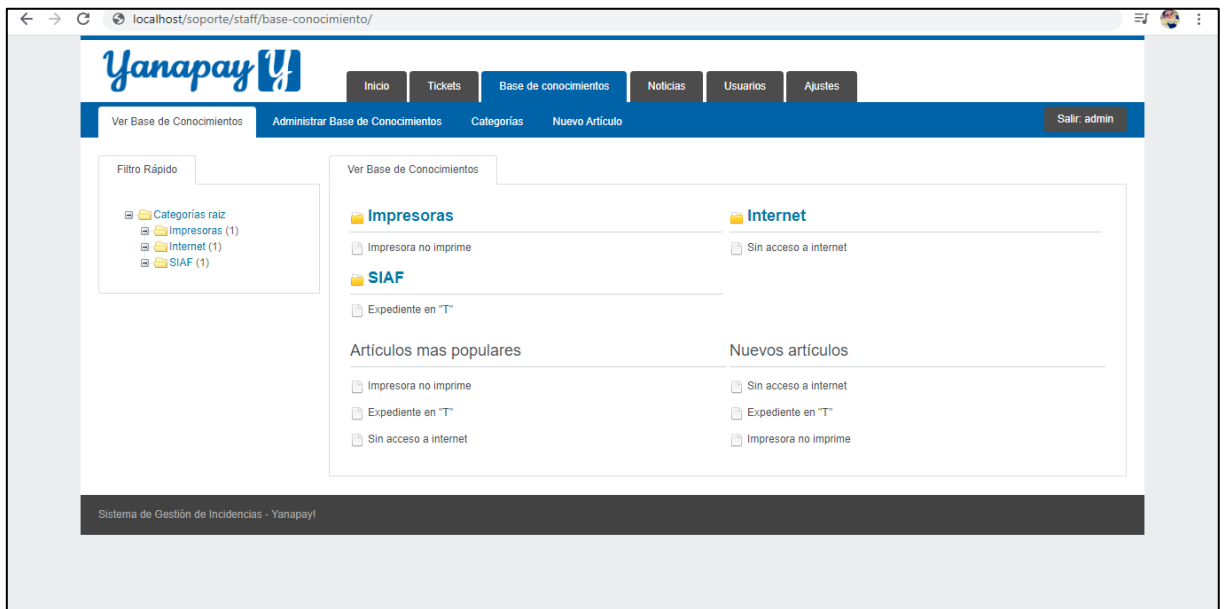 localhost/soporte/staff/base-conocimiento/
Yanapay Y
Inicio Tickets Base de conocimientos Noticias Usuarios Ajustes
Ver Base de Conocimientos Administrar Base de Conocimientos Categorías Nuevo Artículo Salir: admin
Filtro Rápido
Categorías raiz
Impresoras (1)
Internet (1)
SIAF (1)
Ver Base de Conocimientos
Impresoras Internet
Impresora no imprime Sin acceso a internet
SIAF
Expediente en "T"
Artículos mas populares Nuevos artículos
Impresora no imprime Sin acceso a internet
Expediente en "T" Expediente en "T"
Sin acceso a internet Impresora no imprime
Sistema de Gestión de Incidencias - Yanapay!